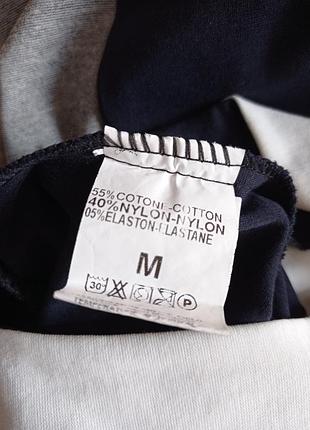 55%COTONE-COTTON
40%NYLON-NYLON
05%ELASTON-ELASTANE
M
30 P